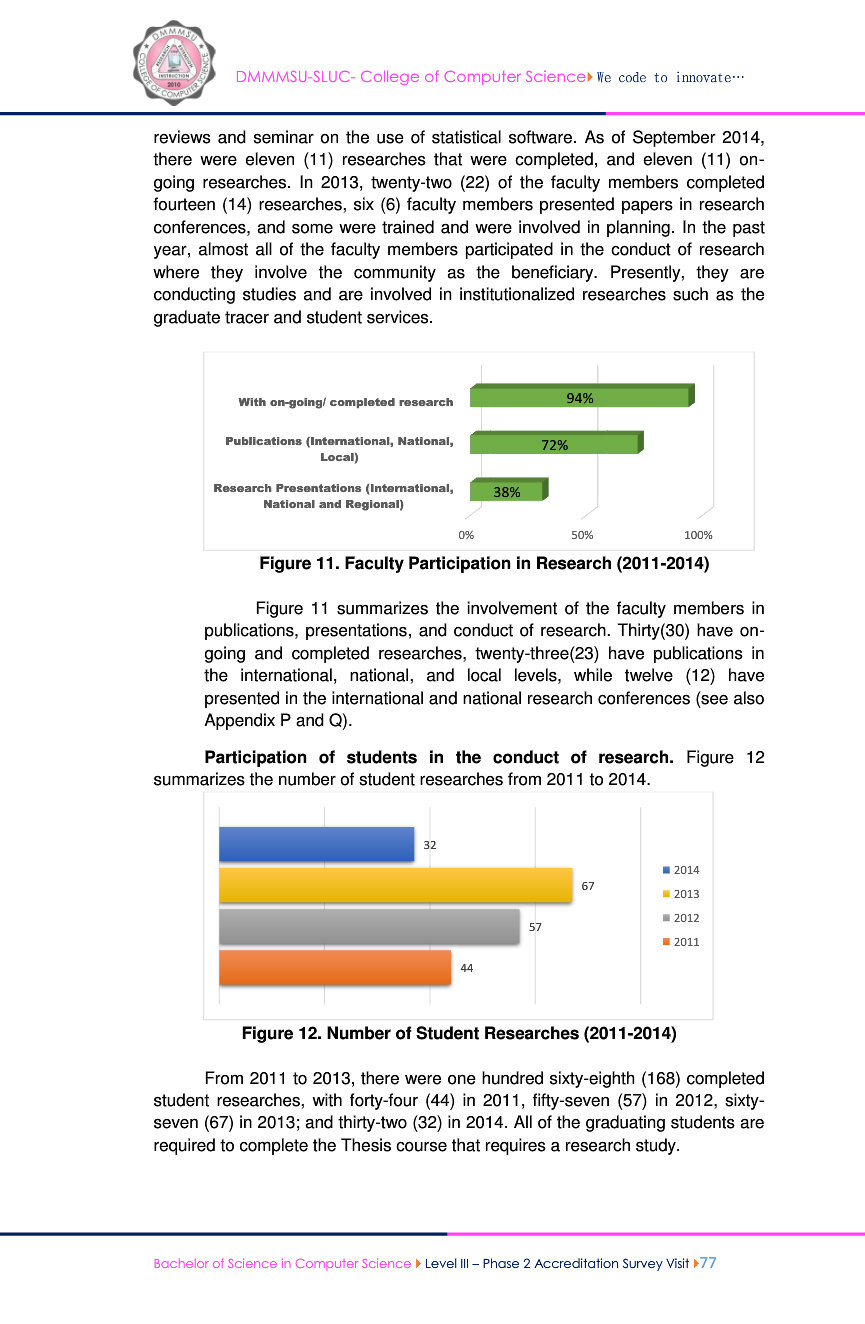 DMMMSU
RESEARCH
EXTENSION
INSTRUCTION
2010
COLLEGE OF COMPUTER SCIENCE
DMMMSU-SLUC- College of Computer Science We code to innovate…
reviews and seminar on the use of statistical software. As of September 2014,
there were eleven (11) researches that were completed, and eleven (11) on-
going researches. In 2013, twenty-two (22) of the faculty members completed
fourteen (14) researches, six (6) faculty members presented papers in research
conferences, and some were trained and were involved in planning. In the past
year, almost all of the faculty members participated in the conduct of research
where they involve the community as the beneficiary. Presently, they are
conducting studies and are involved in institutionalized researches such as the
graduate tracer and student services.
With on-going/ completed research
94%
Publications (International, National,
Local)
72%
Research Presentations (International,
National and Regional)
38%
0% 50% 100%
Figure 11. Faculty Participation in Research (2011-2014)
Figure 11 summarizes the involvement of the faculty members in
publications, presentations, and conduct of research. Thirty(30) have on-
going and completed researches, twenty-three(23) have publications in
the international, national, and local levels, while twelve (12) have
presented in the international and national research conferences (see also
Appendix P and Q).
Participation of students in the conduct of research. Figure 12
summarizes the number of student researches from 2011 to 2014.
32
67
57
44
2014
2013
2012
2011
Figure 12. Number of Student Researches (2011-2014)
From 2011 to 2013, there were one hundred sixty-eighth (168) completed
student researches, with forty-four (44) in 2011, fifty-seven (57) in 2012, sixty-
seven (67) in 2013; and thirty-two (32) in 2014. All of the graduating students are
required to complete the Thesis course that requires a research study.
Bachelor of Science in Computer Science Level III – Phase 2 Accreditation Survey Visit 77